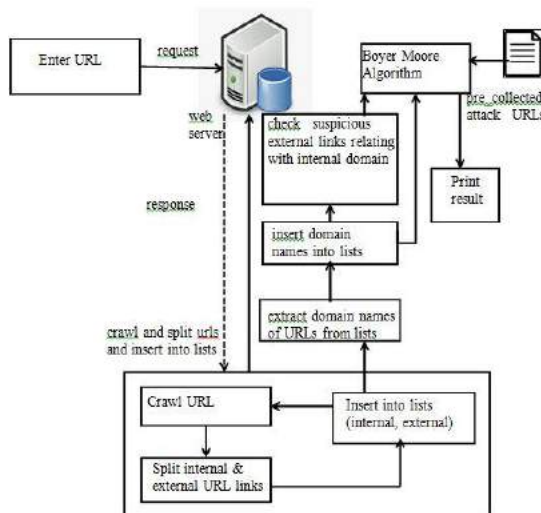 Enter URL
request
web
server
Boyer Moore
Algorithm
pre_collected
attack URLs
check suspicious
external links relating
with internal domain
Print
result
response
insert domain
names into lists
extract domain names
of URLs from lists
crawl and split urls
and insert into lists
Crawl URL
Insert into lists
(internal, external)
Split internal &
external URL links